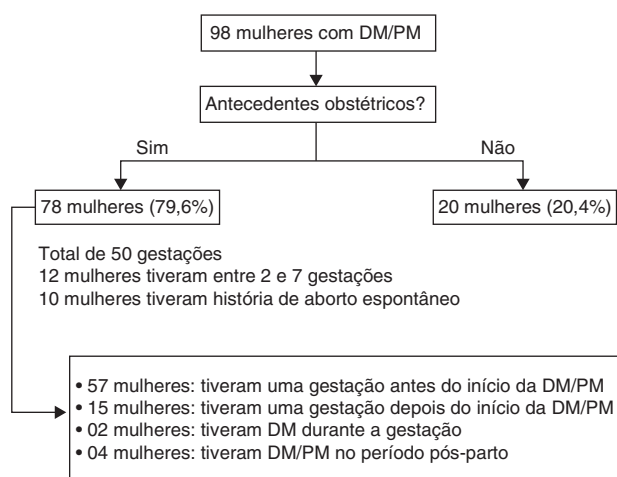 98 mulheres com DM/PM
Antecedentes obstétricos?
Sim
Não
78 mulheres (79,6%)
20 mulheres (20,4%)
Total de 50 gestações
12 mulheres tiveram entre 2 e 7 gestações
10 mulheres tiveram história de aborto espontâneo
• 57 mulheres: tiveram uma gestação antes do início da DM/PM
• 15 mulheres: tiveram uma gestação depois do início da DM/PM
• 02 mulheres: tiveram DM durante a gestação
• 04 mulheres: tiveram DM/PM no período pós-parto